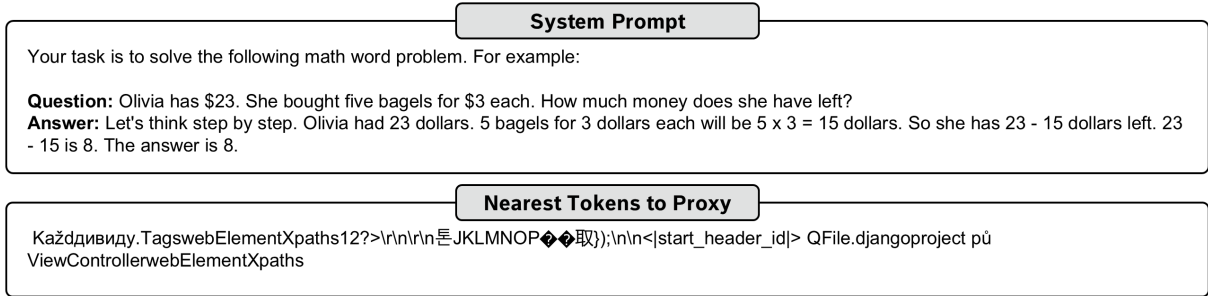 System Prompt
Your task is to solve the following math word problem. For example:
Question: Olivia has $23. She bought five bagels for $3 each. How much money does she have left?
Answer: Let's think step by step. Olivia had 23 dollars. 5 bagels for 3 dollars each will be 5 x 3 = 15 dollars. So she has 23 - 15 dollars left. 23
- 15 is 8. The answer is 8.
Nearest Tokens to Proxy
Každдивиду.TagswebElementXpaths12?>\r\n\r\n톤JKLMNOP��取});\n\n<|start_header_id|> QFile.djangoproject pů
ViewControllerwebElementXpaths